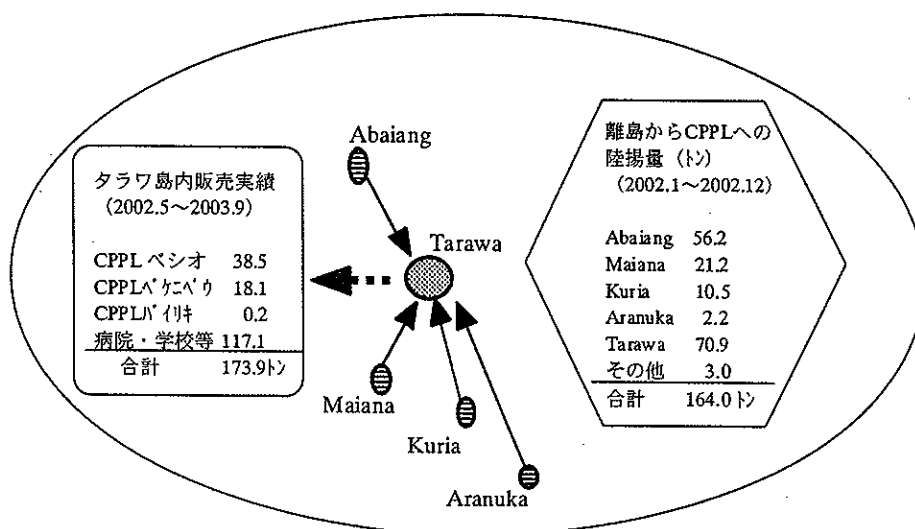 タラワ島内販売実績
(2002.5～2003.9)
CPPL ベシオ 38.5
CPPLベケニベウ 18.1
CPPLバイリキ 0.2
病院・学校等 117.1
合計 173.9トン
Abaiang
Tarawa
Maiana
Kuria
Aranuka
離島からCPPLへの
陸揚量(トン)
(2002.1～2002.12)
Abaiang 56.2
Maiana 21.2
Kuria 10.5
Aranuka 2.2
Tarawa 70.9
その他 3.0
合計 164.0 トン